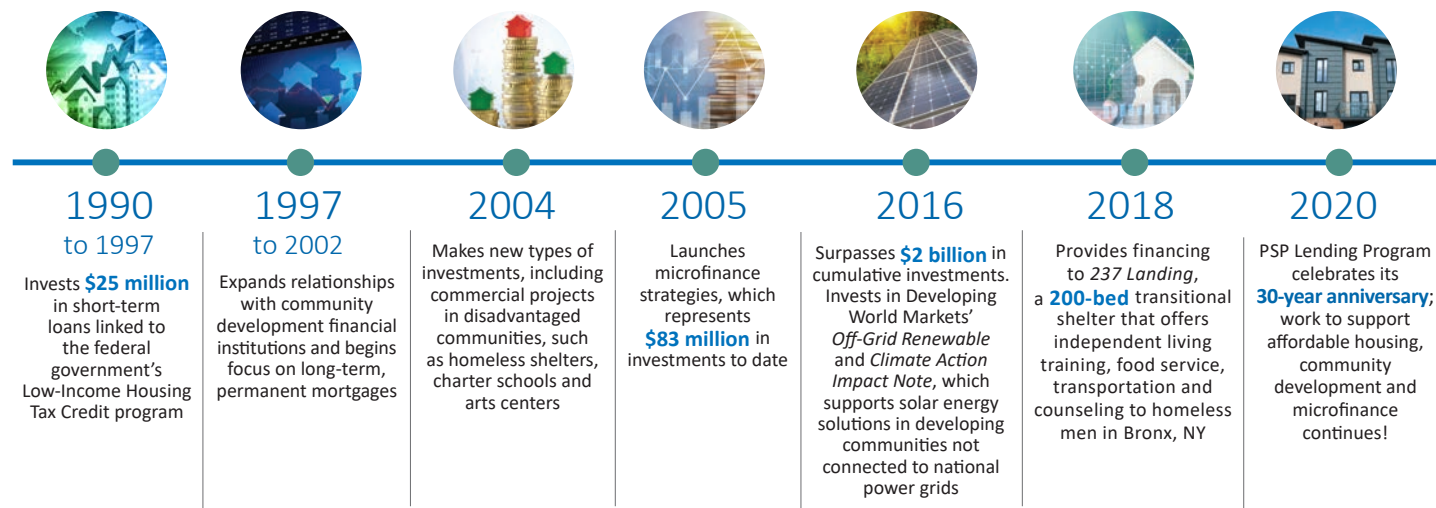 1990
to 1997
Invests $25 million
in short-term
loans linked to
the federal
government's
Low-Income Housing
Tax Credit program
1997
to 2002
Expands relationships
with community
development financial
institutions and begins
focus on long-term,
permanent mortgages
2004
Makes new types of
investments, including
commercial projects
in disadvantaged
communities, such
as homeless shelters,
charter schools and
arts centers
2005
Launches
microfinance
strategies, which
represents
$83 million in
investments to date
2016
Surpasses $2 billion in
cumulative investments.
Invests in Developing
World Markets'
Off-Grid Renewable
and Climate Action
Impact Note, which
supports solar energy
solutions in developing
communities not
connected to national
power grids
2018
Provides financing
to 237 Landing,
a 200-bed transitional
shelter that offers
independent living
training, food service,
transportation and
counseling to homeless
men in Bronx, NY
2020
PSP Lending Program
celebrates its
30-year anniversary;
work to support
affordable housing,
community
development and
microfinance
continues!